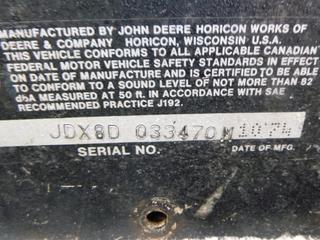 MANUFACTURED BY JOHN DEERE HORICON WORKS OF
DEERE & COMPANY HORICON, WISCONSIN U.S.A.
THIS VEHICLE CONFORMS TO ALL APPLICABLE CANADIAN
FEDERAL MOTOR VEHICLE SAFETY STANDARDS IN EFFECT
ON DATE OF MANUFACTURE AND IS CERTIFIED TO BE ABLE
TO CONFORM TO A SOUND LEVEL OF NOT MORE THAN 82
dbA MEASURED AT 50 ft. IN ACCORDANCE WITH SAE
RECOMMENDED PRACTICE J192.
JDX8D 033470M 10 74
SERIAL NO. DATE OF MFG.